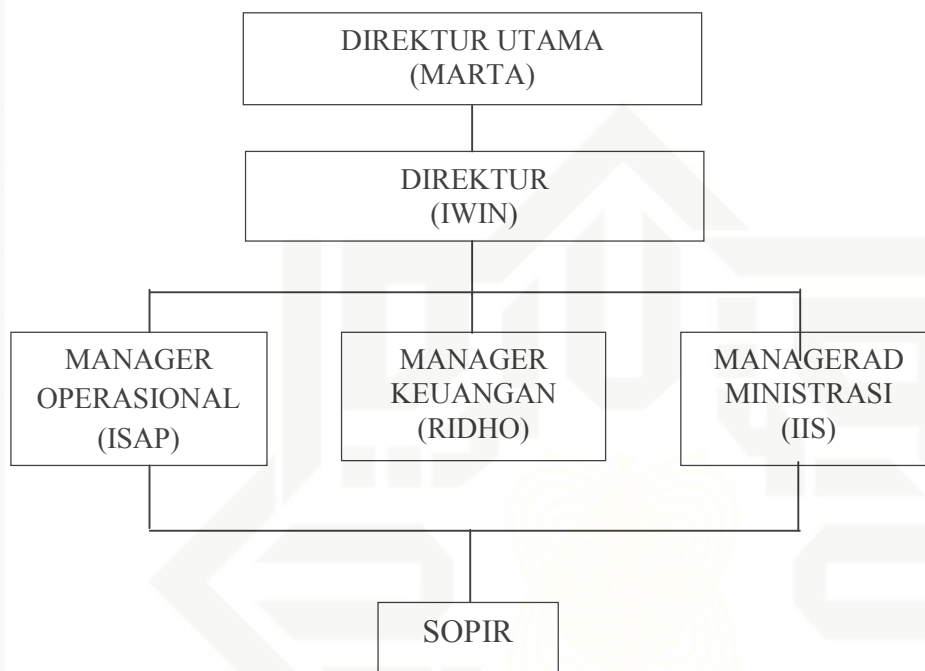 DIREKTUR UTAMA
(MARTA)
DIREKTUR
(IWIN)
MANAGER
OPERASIONAL
(ISAP)
MANAGER
KEUANGAN
(RIDHO)
MANAGERAD
MINISTRASI
(IIS)
SOPIR